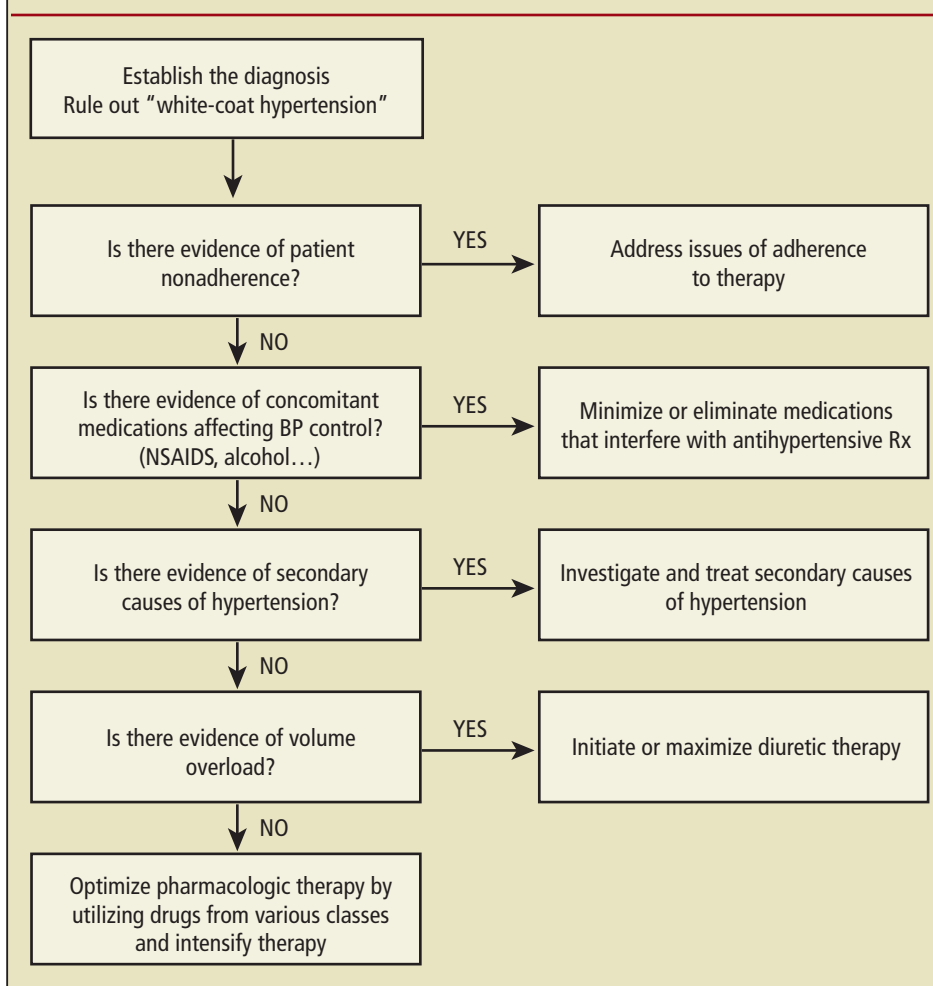 Establish the diagnosis
Rule out “white-coat hypertension”
Is there evidence of patient
nonadherence?
YES
Address issues of adherence
to therapy
NO
Is there evidence of concomitant
medications affecting BP control?
(NSAIDS, alcohol…)
YES
Minimize or eliminate medications
that interfere with antihypertensive Rx
NO
Is there evidence of secondary
causes of hypertension?
YES
Investigate and treat secondary causes
of hypertension
NO
Is there evidence of volume
overload?
YES
Initiate or maximize diuretic therapy
NO
Optimize pharmacologic therapy by
utilizing drugs from various classes
and intensify therapy